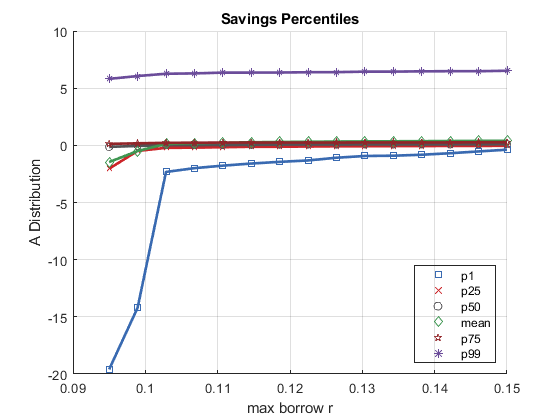 Savings Percentiles
10
5
0
-5
-10
-15
-20
A Distribution
0.09
0.1
0.11
0.12
0.13
0.14
0.15
max borrow r
p1
p25
p50
mean
p75
p99